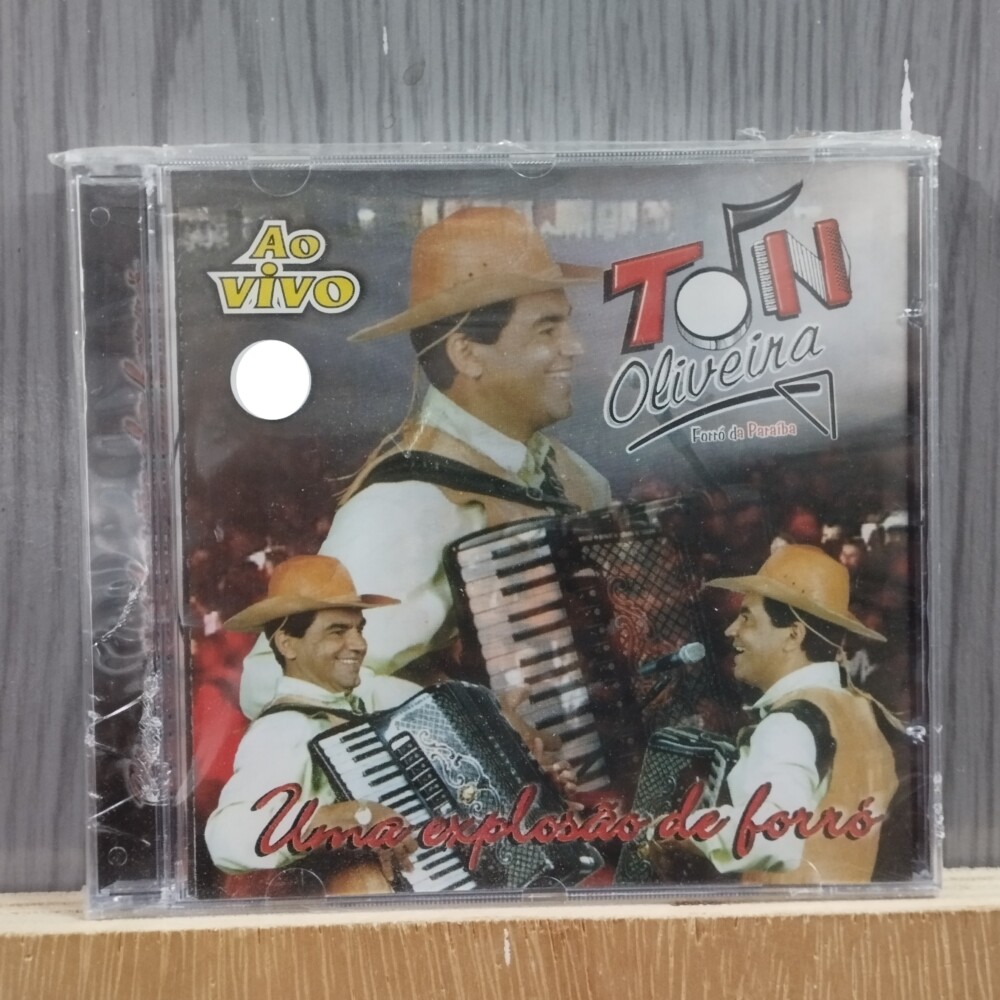 Ao
vivo
TON
Oliveira
Forró da Paraíba
Uma explosão de forró